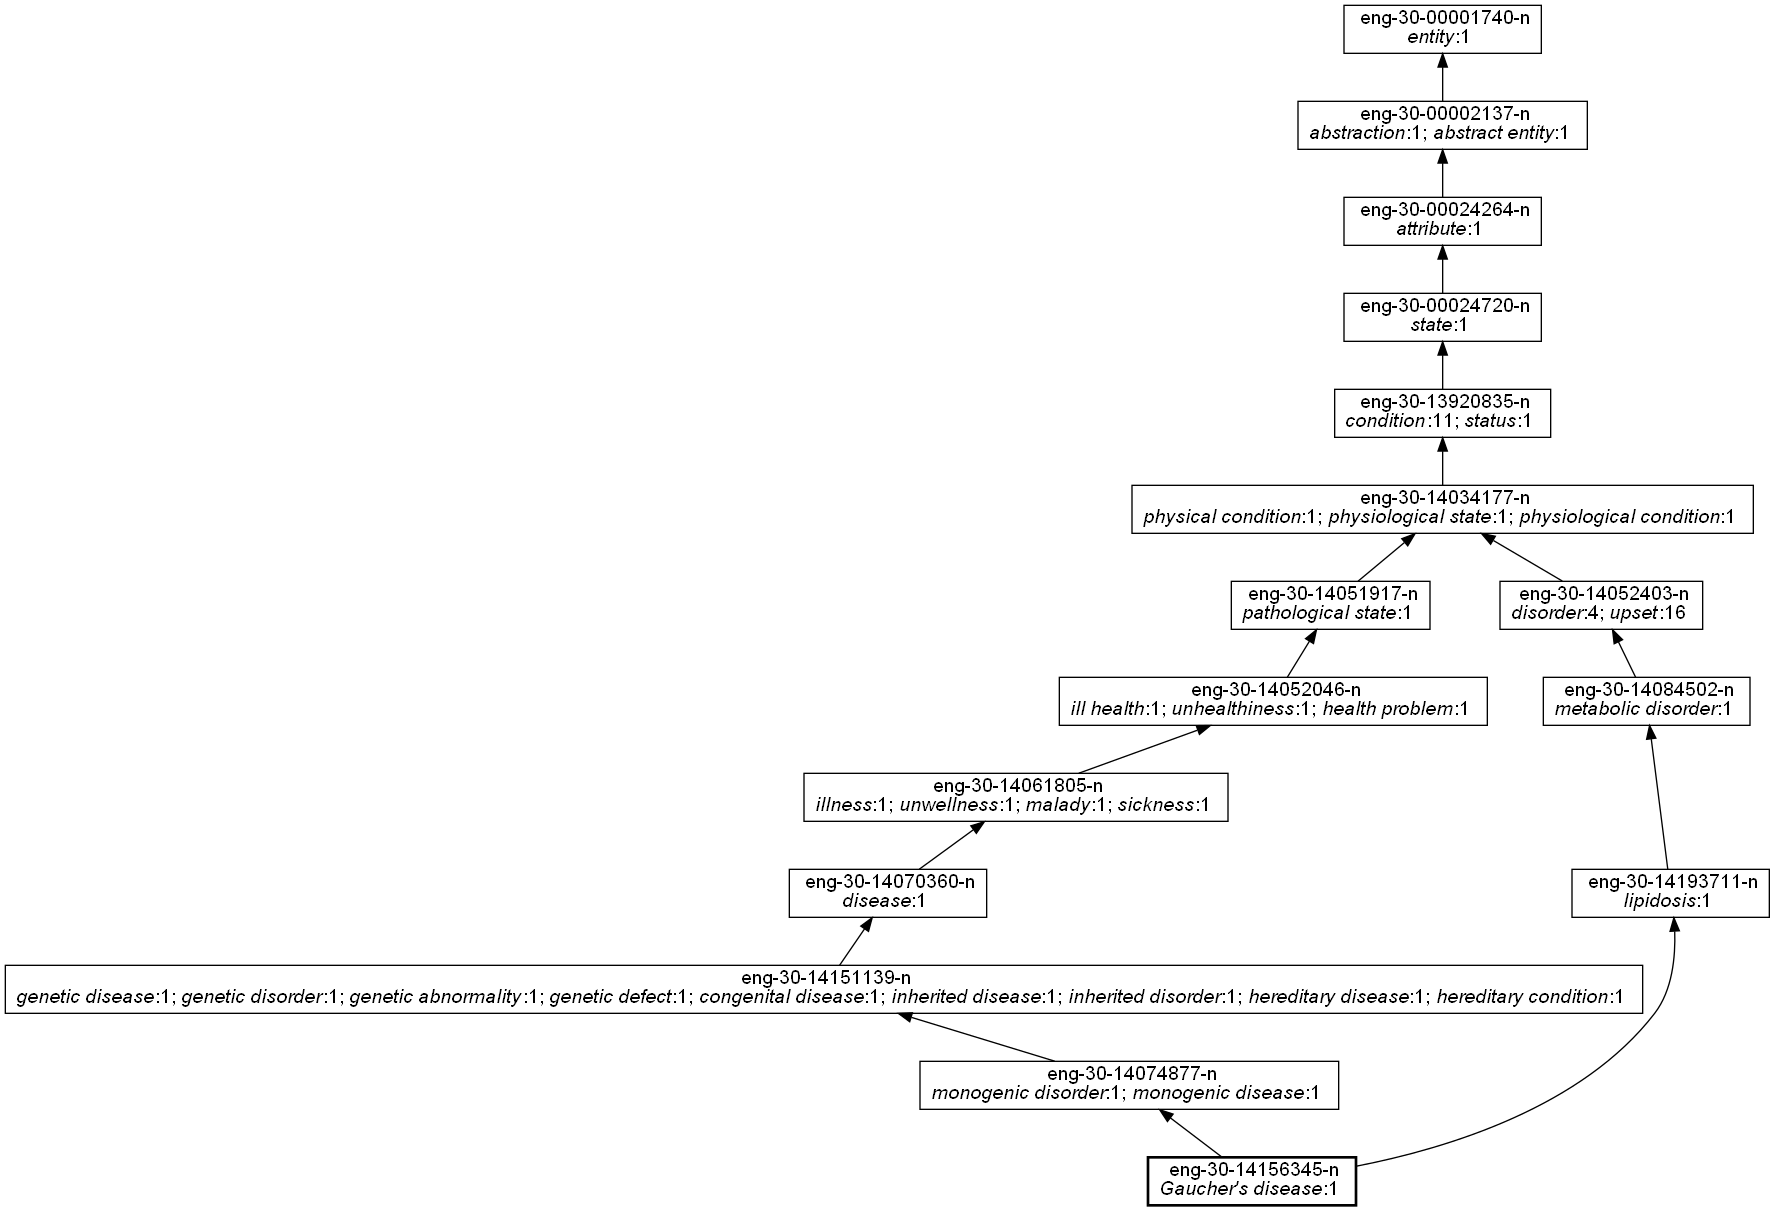 eng-30-00001740-n
entity:1
eng-30-00002137-n
abstraction:1; abstract entity:1
eng-30-00024264-n
attribute:1
eng-30-00024720-n
state:1
eng-30-13920835-n
condition:11; status:1
eng-30-14034177-n
physical condition:1; physiological state:1; physiological condition:1
eng-30-14051917-n
pathological state:1
eng-30-14052403-n
disorder:4; upset:16
eng-30-14052046-n
ill health:1; unhealthiness:1; health problem:1
eng-30-14084502-n
metabolic disorder:1
eng-30-14061805-n
illness:1; unwellness:1; malady:1; sickness:1
eng-30-14070360-n
disease:1
eng-30-14193711-n
lipidosis:1
eng-30-14151139-n
genetic disease:1; genetic disorder:1; genetic abnormality:1; genetic defect:1; congenital disease:1; inherited disease:1; inherited disorder:1; hereditary disease:1; hereditary condition:1
eng-30-14074877-n
monogenic disorder:1; monogenic disease:1
eng-30-14156345-n
Gaucher's disease:1